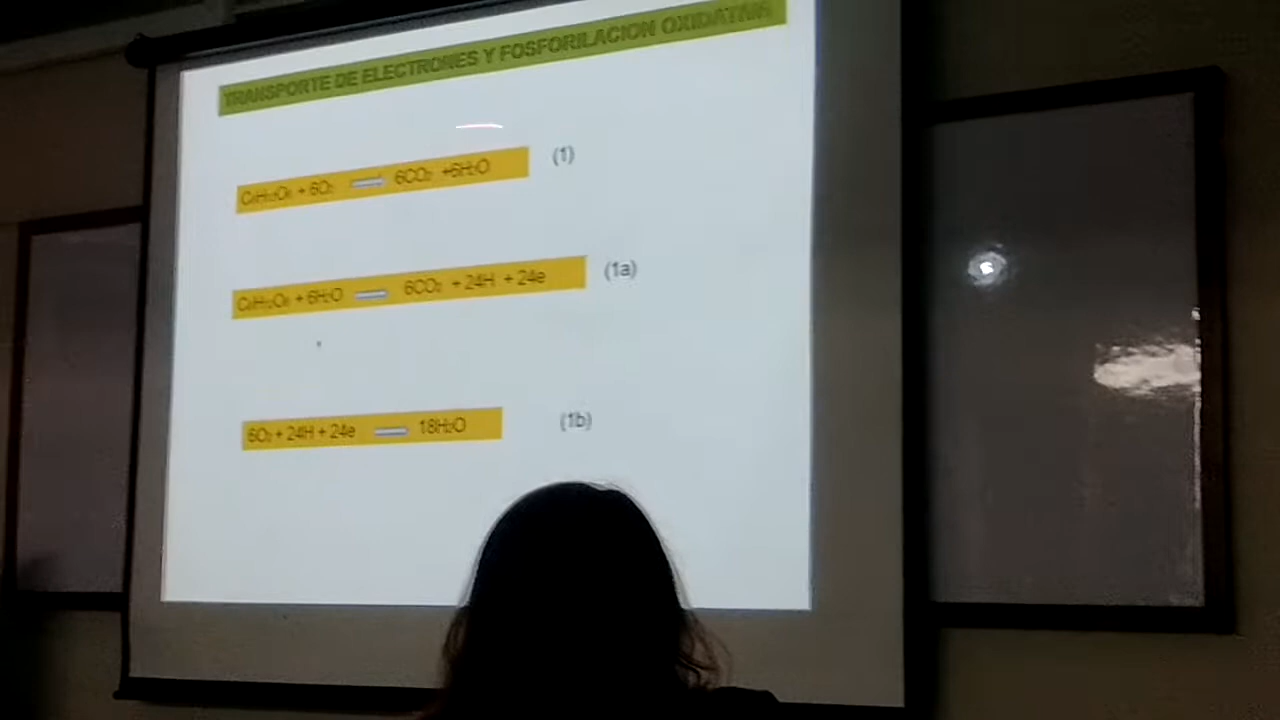 TRANSPORTE DE ELECTRONES Y FOSFORILACION OXIDATIVA
C₆H₁₂O₆ + 6O₂ 6CO₂ +6H₂O (1)
C₆H₁₂O₆ + 6H₂O 6CO₂ + 24H + 24e (1a)
6O₂ + 24H + 24e 18H₂O (1b)